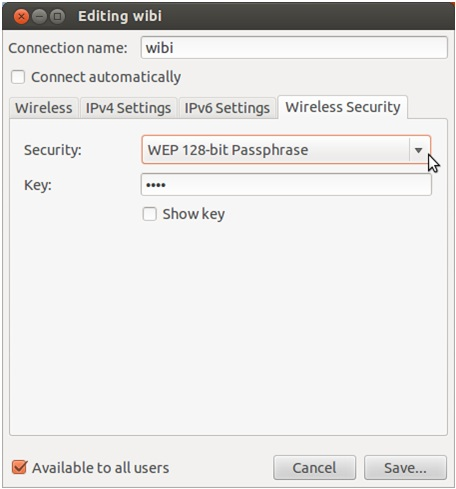 Editing wibi
Connection name: wibi
Connect automatically
Wireless IPv4 Settings IPv6 Settings Wireless Security
Security: WEP 128-bit Passphrase
Key: ••••
Show key
Available to all users Cancel Save...